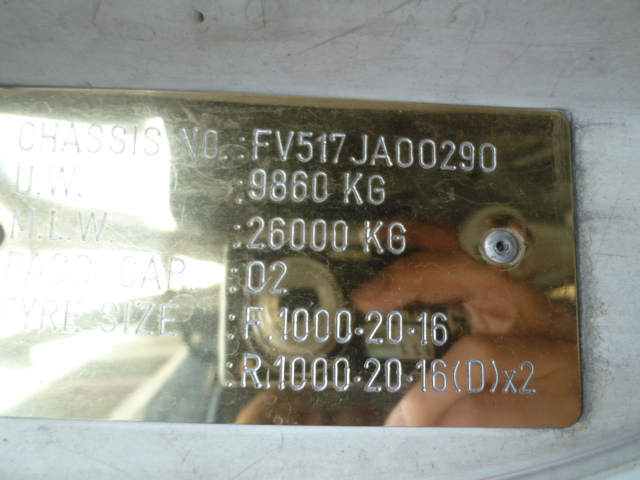 CHASSIS NO. :FV517JA00290
U.W. :9860 KG
M.L.W. :26000 KG
PASS. CAP. :02
TYRE SIZE :F.1000·20·16
:R.1000·20·16(D)x2